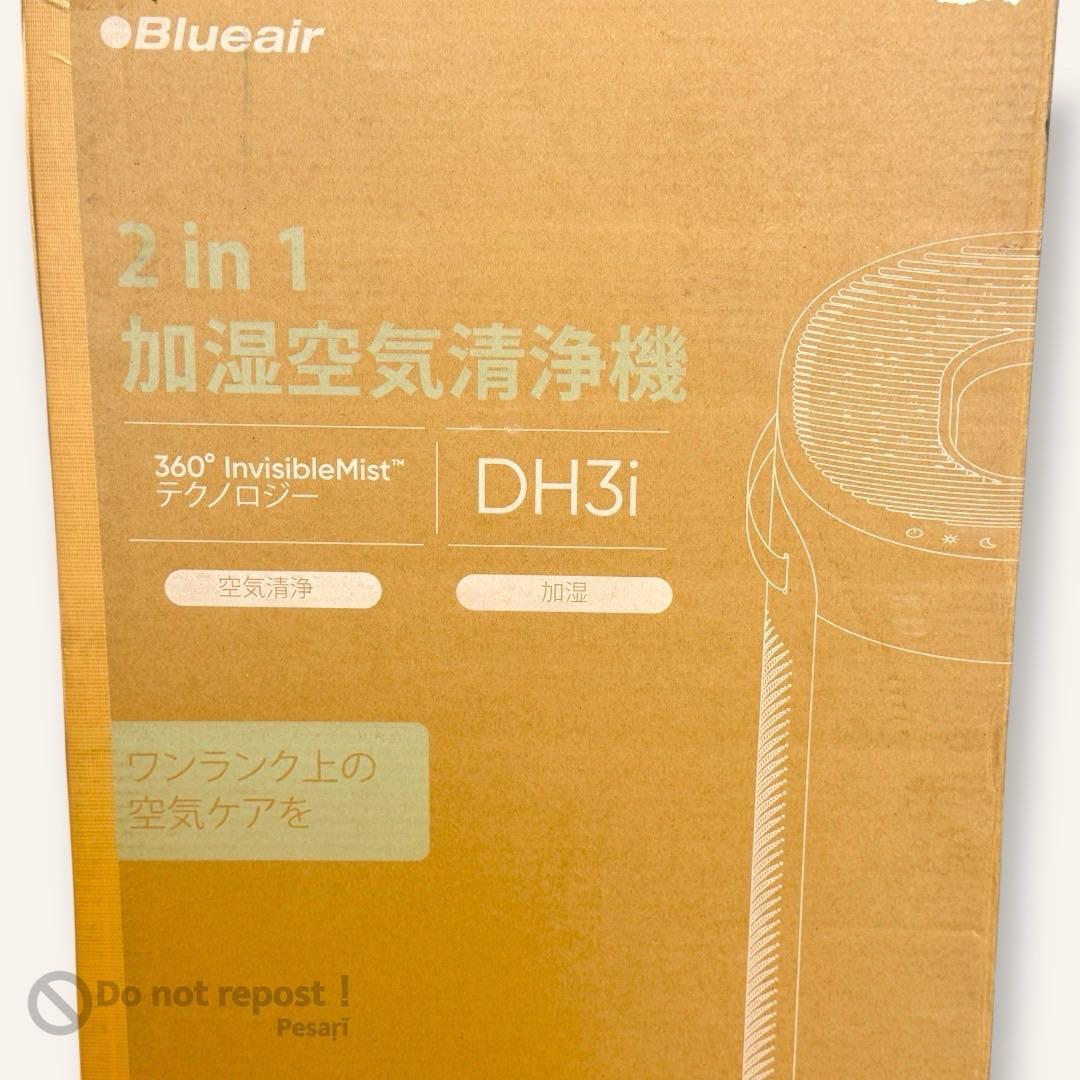 Blueair
2 in 1
加湿空気清浄機
360° InvisibleMist™
テクノロジー
DH3i
空気清浄
加湿
ワンランク上の
空気ケアを
Do not repost !
Pesaṛī